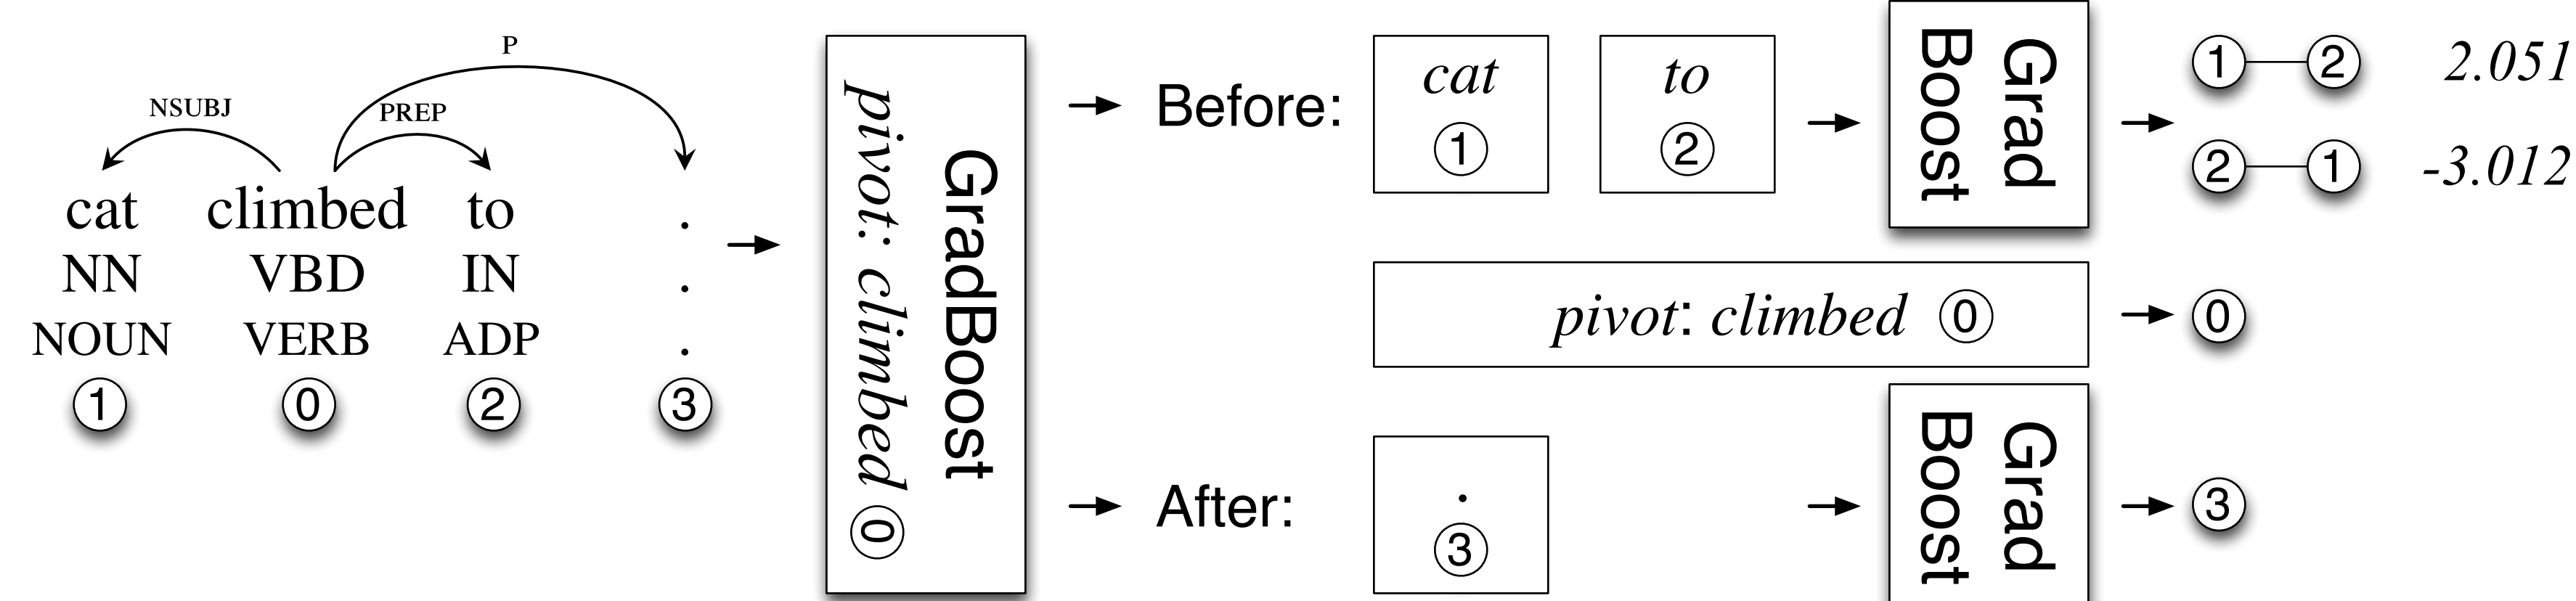 P
NSUBJ
PREP
cat climbed to .
NN VBD IN .
NOUN VERB ADP .
1 0 2 3
GradBoost
pivot: climbed 0
Before:
cat
1
to
2
Grad
Boost
1 2 2.051
2 1 -3.012
pivot: climbed 0
0
After:
.
3
Grad
Boost
3